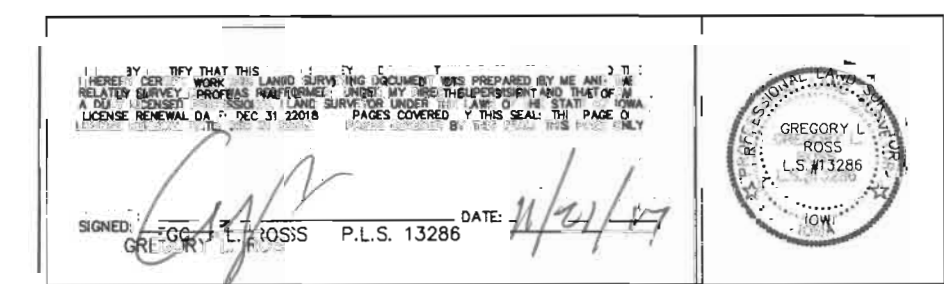 I HEREBY CERTIFY THAT THIS LAND SURVEYING DOCUMENT WAS PREPARED BY ME AND THE
RELATED SURVEY WORK WAS PERFORMED UNDER MY DIRECT PERSONAL SUPERVISION AND THAT I AM
A DULY LICENSED PROFESSIONAL LAND SURVEYOR UNDER THE LAWS OF THE STATE OF IOWA
LICENSE RENEWAL DATE: DEC 31 2018 PAGES COVERED BY THIS SEAL: THIS PAGE ONLY
SIGNED: DATE: 11/21/17
GREGORY L. ROSS P.L.S. 13286
PROFESSIONAL LAND SURVEYOR
GREGORY L
ROSS
L.S.#13286
IOWA